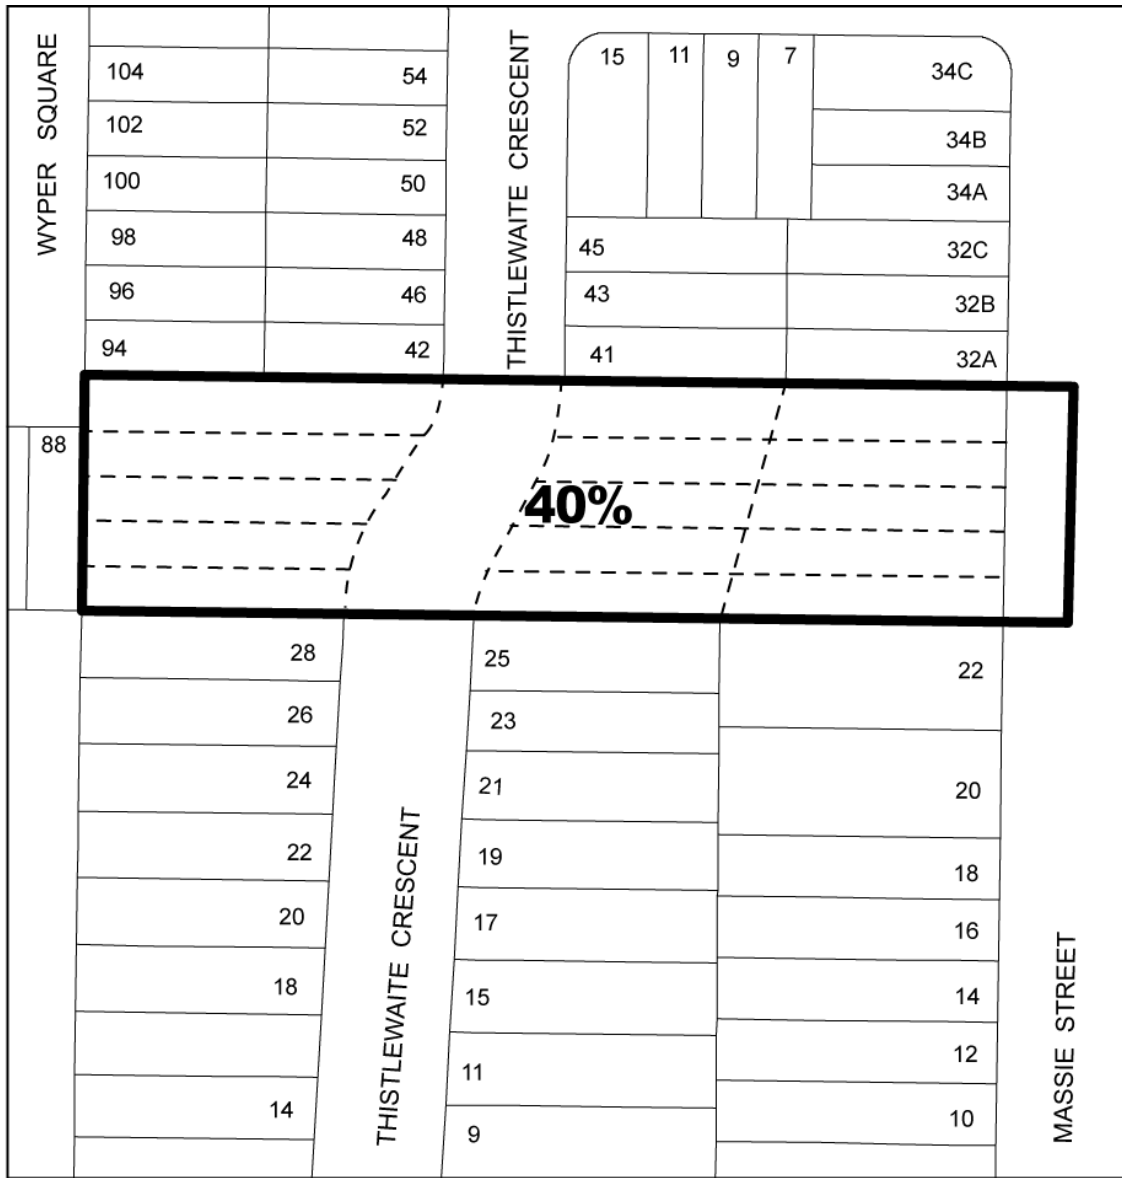 WYPER SQUARE
THISTLEWAITE CRESCENT
15 11 9 7
34C
104 54
34B
102 52
34A
100 50
98 48 45 32C
96 46 43 32B
94 42 41 32A
88
40%
28 25 22
26 23
24 21 20
22 19 18
20 17 16
18 15 14
12
11
14 10
9
THISTLEWAITE CRESCENT
MASSIE STREET